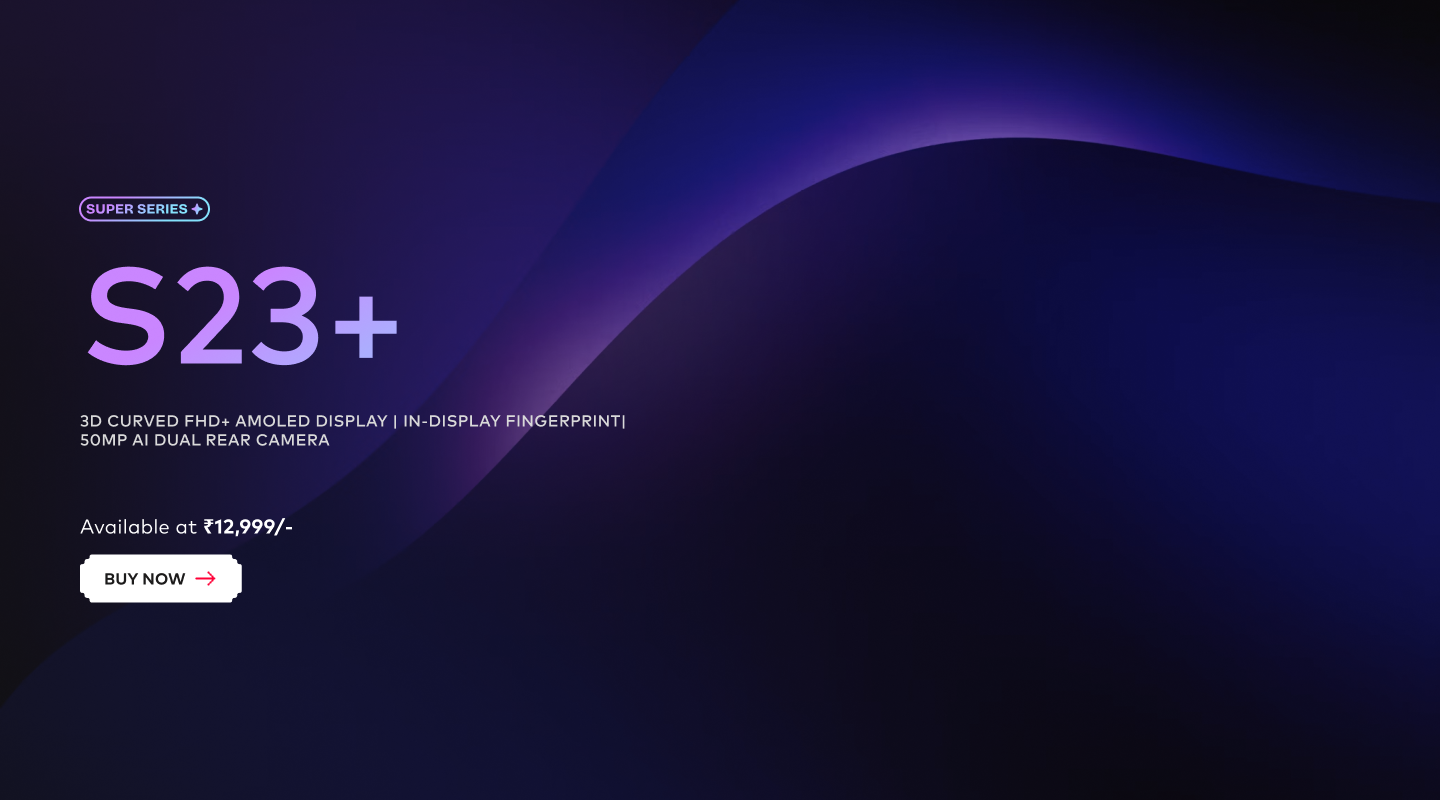 SUPER SERIES
S23+
3D CURVED FHD+ AMOLED DISPLAY | IN-DISPLAY FINGERPRINT|
50MP AI DUAL REAR CAMERA
Available at ₹12,999/-
BUY NOW